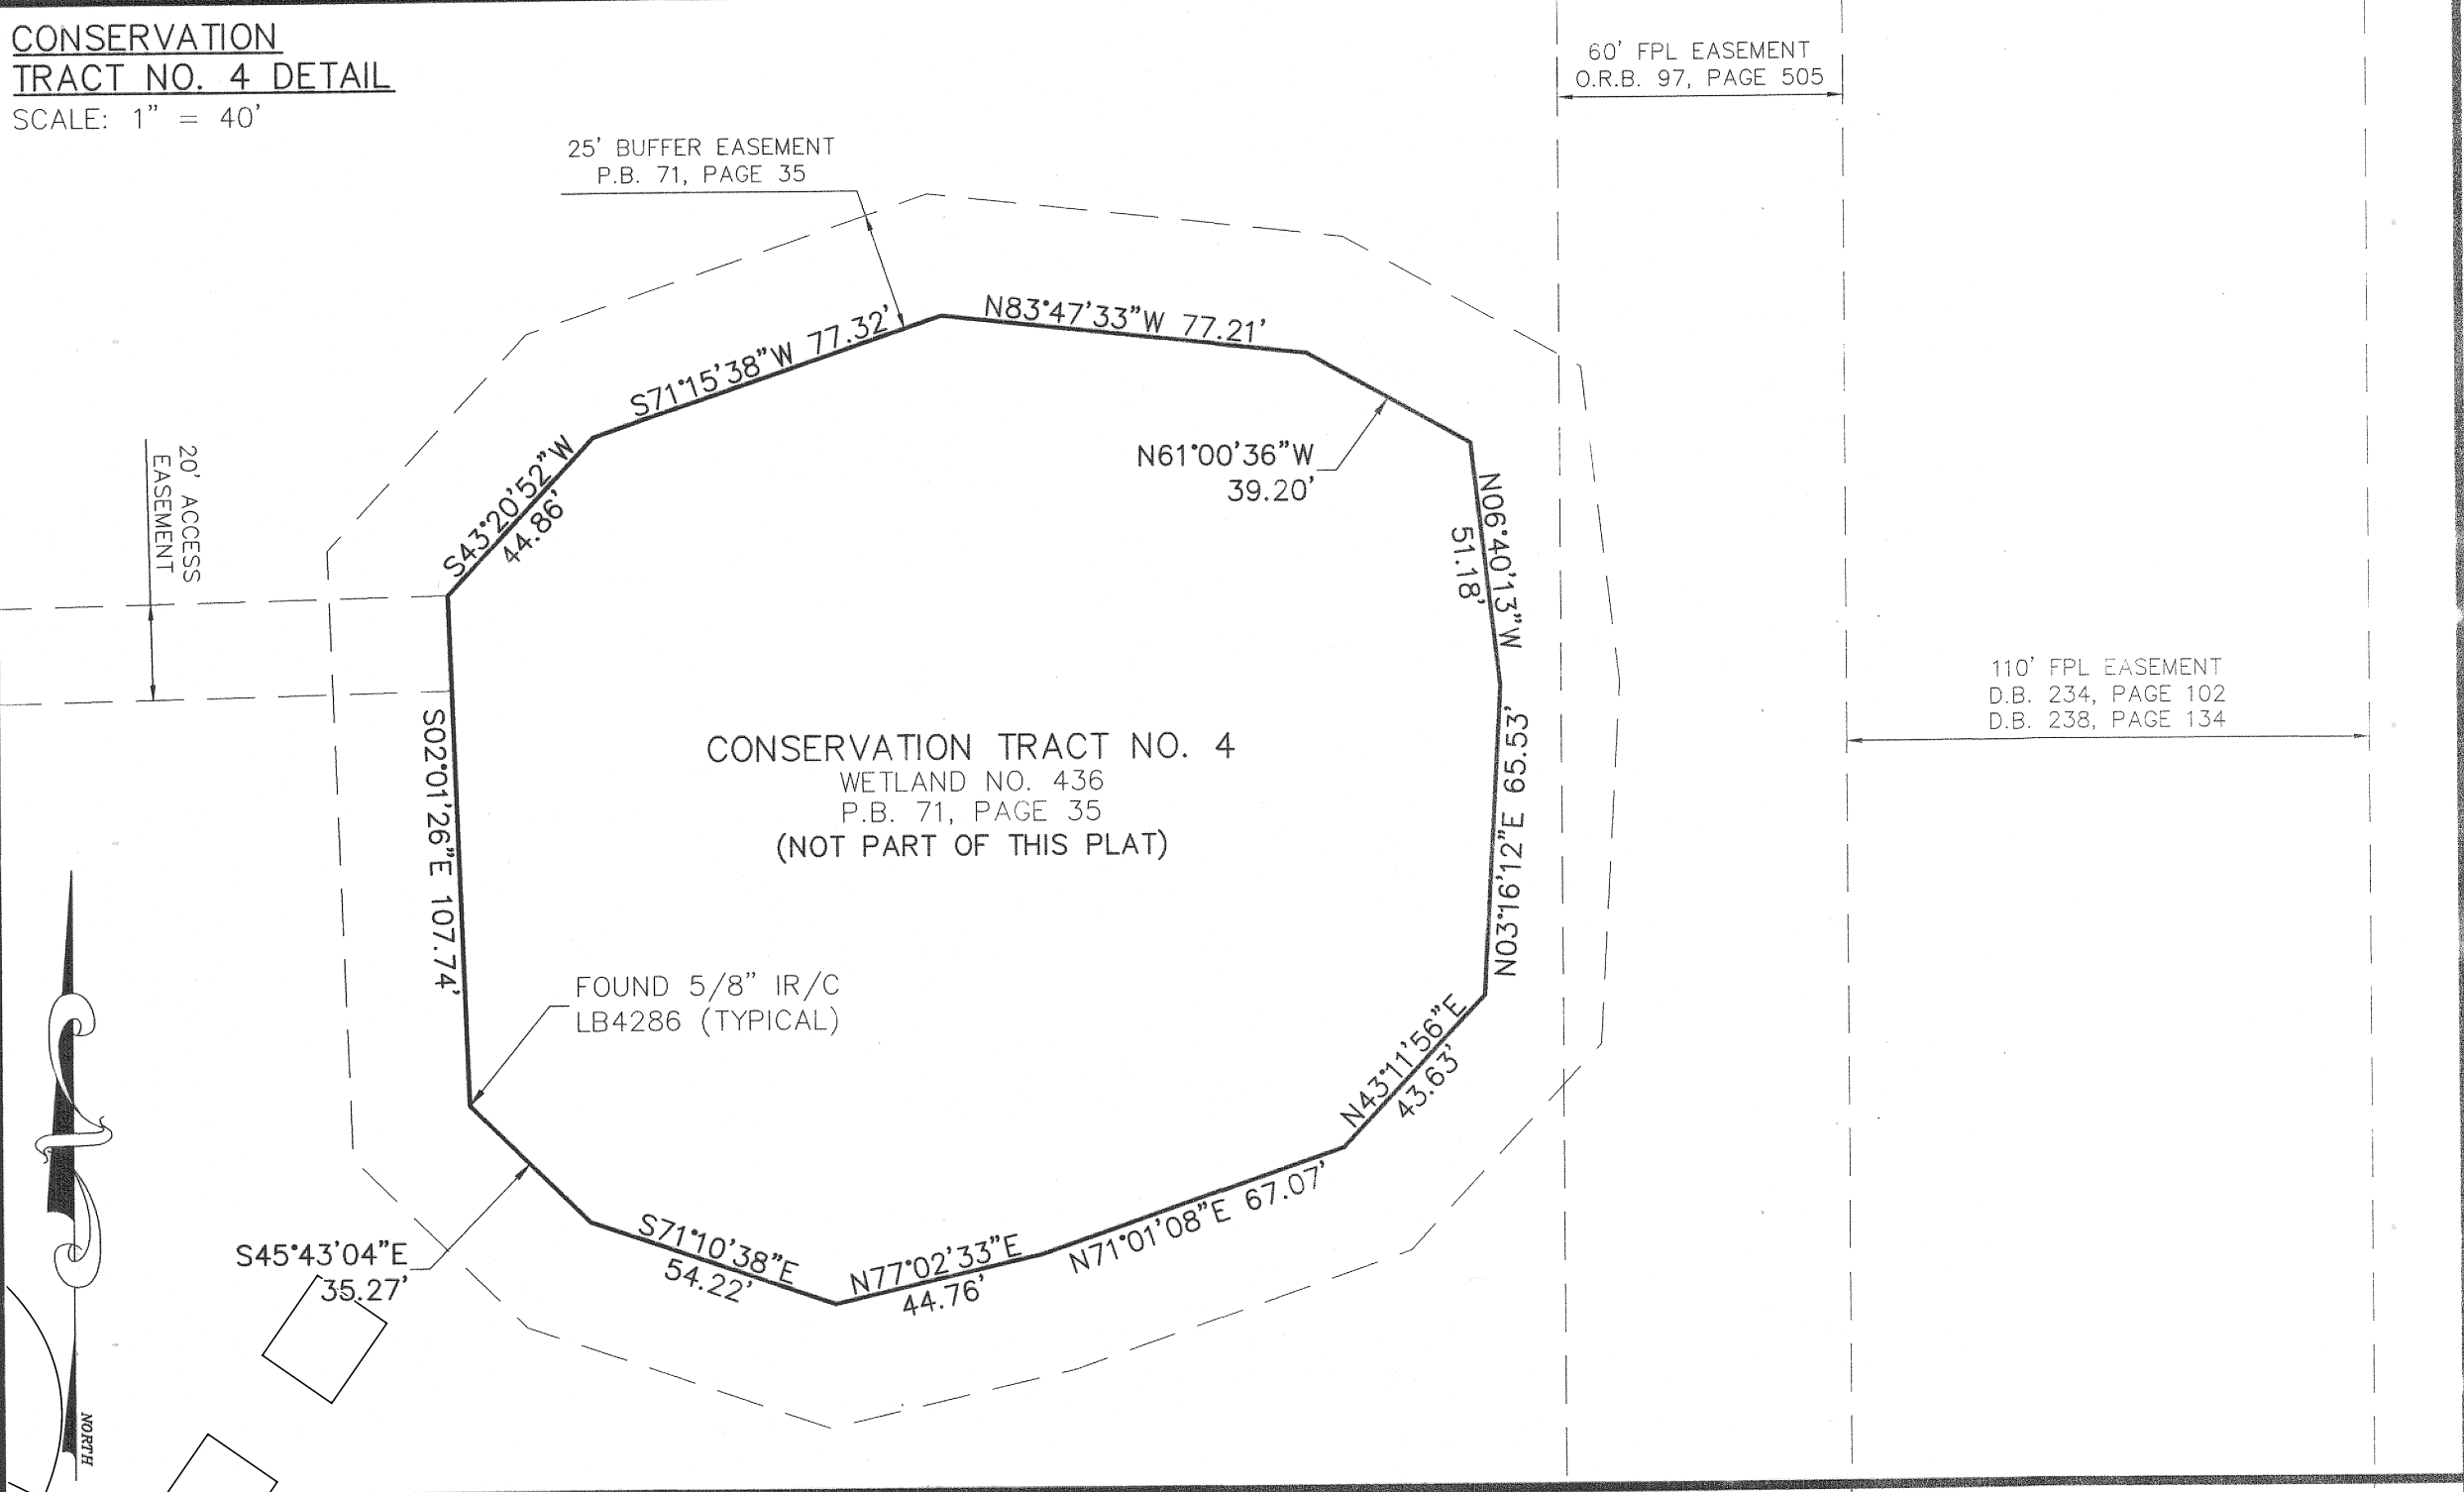 CONSERVATION
TRACT NO. 4 DETAIL
SCALE: 1" = 40'
60' FPL EASEMENT
O.R.B. 97, PAGE 505
25' BUFFER EASEMENT
P.B. 71, PAGE 35
N83°47'33"W 77.21'
S71°15'38"W 77.32'
N61°00'36"W
39.20'
S43°20'52"W
44.86'
N06°40'13"W
51.18'
20' ACCESS
EASEMENT
110' FPL EASEMENT
D.B. 234, PAGE 102
D.B. 238, PAGE 134
CONSERVATION TRACT NO. 4
WETLAND NO. 436
P.B. 71, PAGE 35
(NOT PART OF THIS PLAT)
S02°01'26"E 107.74'
N03°16'12"E 65.53'
FOUND 5/8" IR/C
LB4286 (TYPICAL)
N43°11'56"E
43.63'
S45°43'04"E
35.27'
S71°10'38"E
54.22'
N77°02'33"E
44.76'
N71°01'08"E 67.07'
NORTH